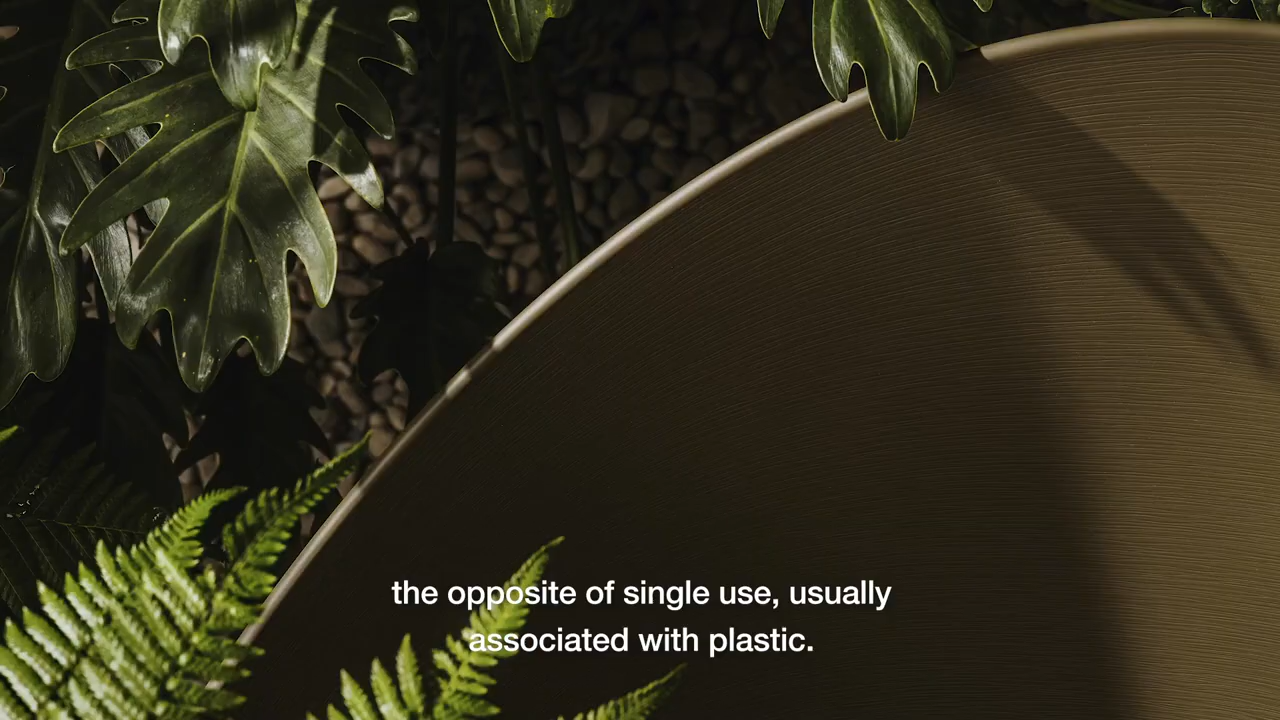 the opposite of single use, usually
associated with plastic.